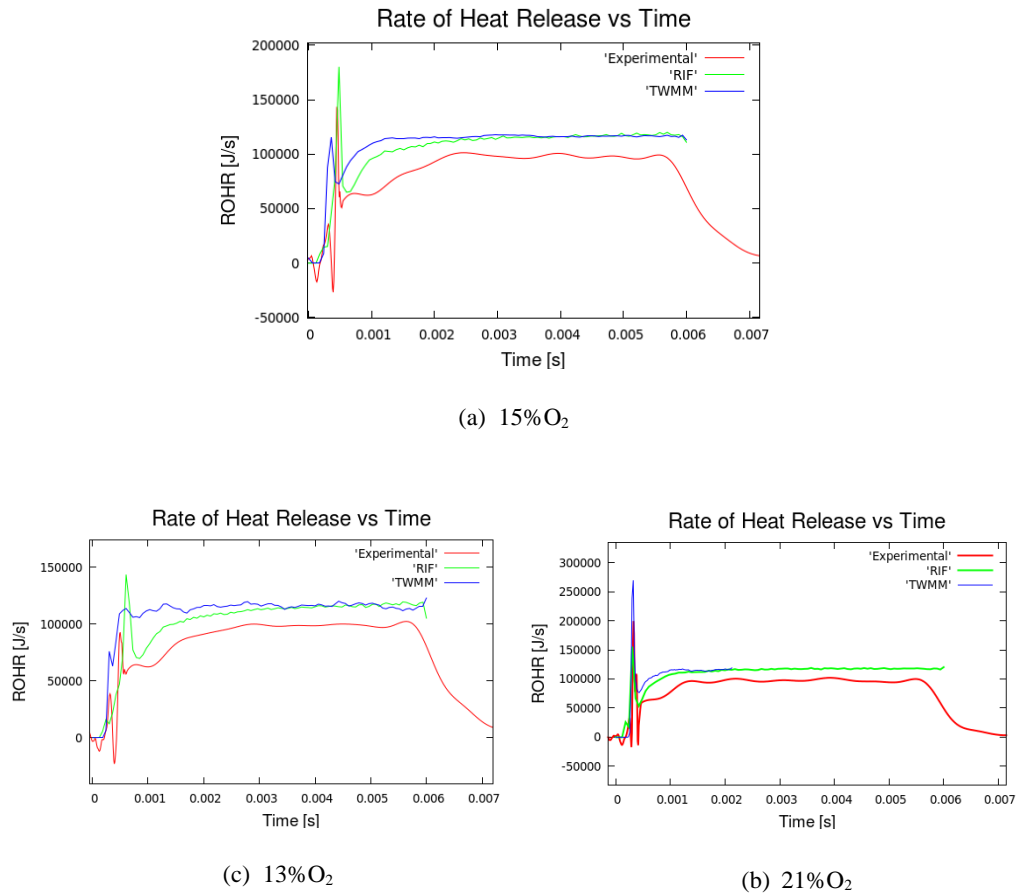 Rate of Heat Release vs Time
200000
150000
100000
50000
0
-50000
ROHR [J/s]
'Experimental'
'RIF'
'TWMM'
0 0.001 0.002 0.003 0.004 0.005 0.006 0.007
Time [s]
(a) 15%O₂
Rate of Heat Release vs Time
150000
100000
50000
0
ROHR [J/s]
'Experimental'
'RIF'
'TWMM'
0 0.001 0.002 0.003 0.004 0.005 0.006 0.007
Time [s]
(c) 13%O₂
Rate of Heat Release vs Time
300000
250000
200000
150000
100000
50000
0
-50000
ROHR [J/s]
'Experimental'
'RIF'
'TWMM'
0 0.001 0.002 0.003 0.004 0.005 0.006 0.007
Time [s]
(b) 21%O₂